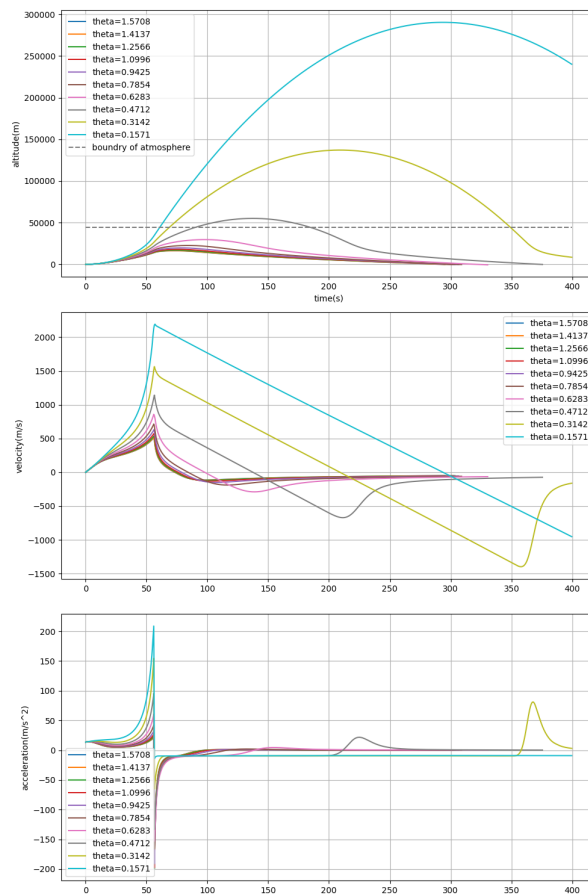 300000
250000
200000
150000
100000
50000
0
altitude(m)
theta=1.5708
theta=1.4137
theta=1.2566
theta=1.0996
theta=0.9425
theta=0.7854
theta=0.6283
theta=0.4712
theta=0.3142
theta=0.1571
boundry of atmosphere
0 50 100 150 200 250 300 350 400
time(s)
2000
1500
1000
500
0
−500
−1000
−1500
velocity(m/s)
theta=1.5708
theta=1.4137
theta=1.2566
theta=1.0996
theta=0.9425
theta=0.7854
theta=0.6283
theta=0.4712
theta=0.3142
theta=0.1571
0 50 100 150 200 250 300 350 400
200
150
100
50
0
−50
−100
−150
−200
acceleration(m/s^2)
theta=1.5708
theta=1.4137
theta=1.2566
theta=1.0996
theta=0.9425
theta=0.7854
theta=0.6283
theta=0.4712
theta=0.3142
theta=0.1571
0 50 100 150 200 250 300 350 400